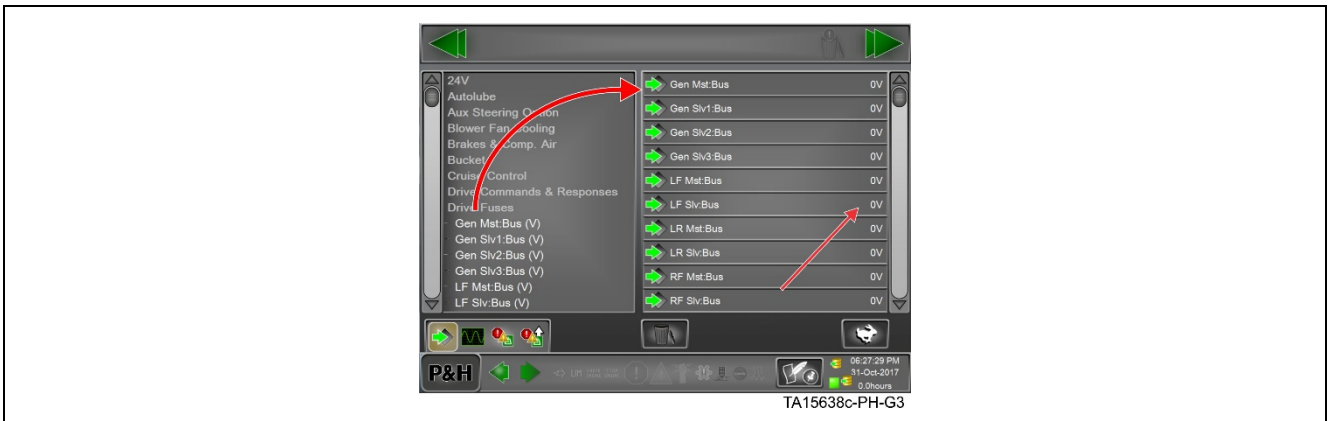 24V
Autolube
Aux Steering Option
Blower Fan Cooling
Brakes & Comp. Air
Bucket
Cruise Control
Drive Commands & Responses
Drive Fuses
Gen Mst:Bus (V)
Gen Slv1:Bus (V)
Gen Slv2:Bus (V)
Gen Slv3:Bus (V)
LF Mst:Bus (V)
LF Slv:Bus (V)
Gen Mst:Bus 0V
Gen Slv1:Bus 0V
Gen Slv2:Bus 0V
Gen Slv3:Bus 0V
LF Mst:Bus 0V
LF Slv:Bus 0V
LR Mst:Bus 0V
LR Slv:Bus 0V
RF Mst:Bus 0V
RF Slv:Bus 0V
P&H
LIM
06:27:29 PM
31-Oct-2017
0.0hours
TA15638c-PH-G3